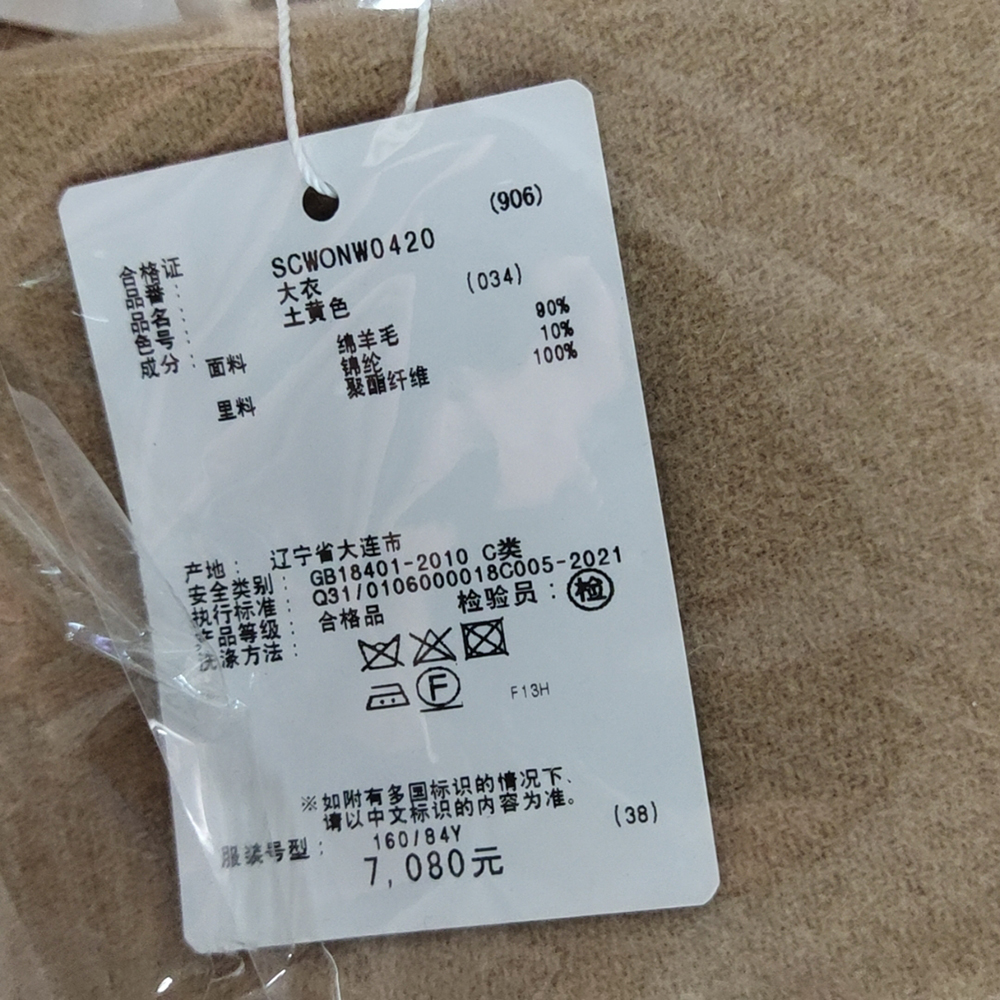 (906)
合格证
品番： SCWONW0420
品名： 大衣
色号： 土黄色 (034)
成分： 面料 绵羊毛 90%
锦纶 10%
里料 聚酯纤维 100%
产地： 辽宁省大连市
安全类别： GB18401-2010 C类
执行标准： Q31/0106000018C005-2021
产品等级： 合格品 检验员： 检
洗涤方法：
F
F13H
※如附有多国标识的情况下、
请以中文标识的内容为准。
服装号型： 160/84Y (38)
7,080元